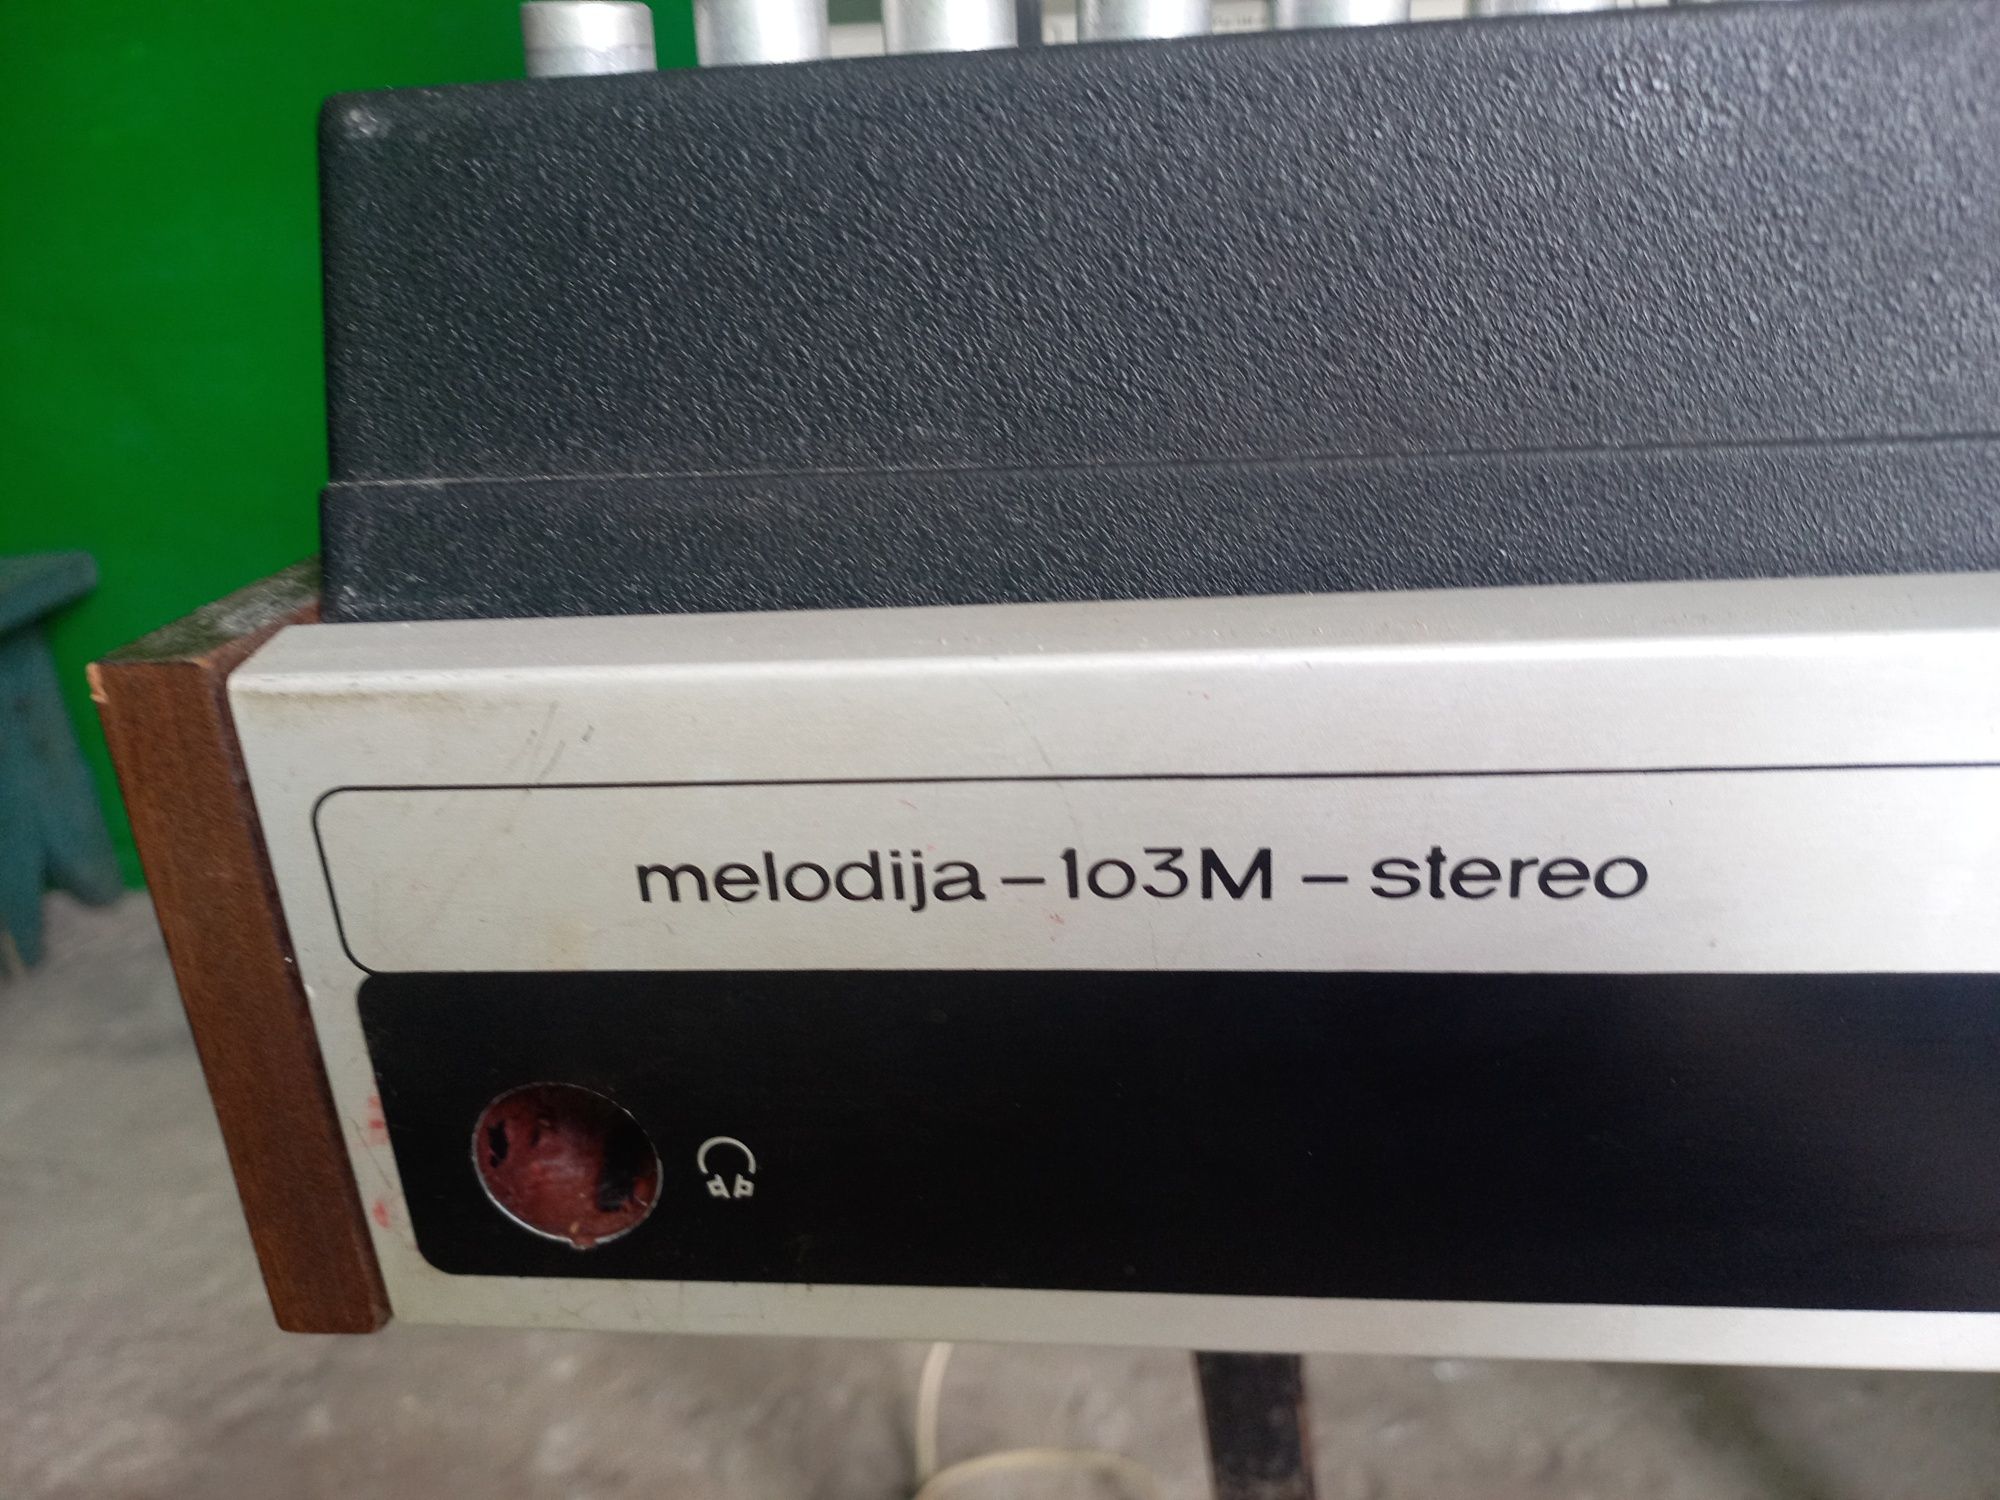 melodija – 1o3M – stereo